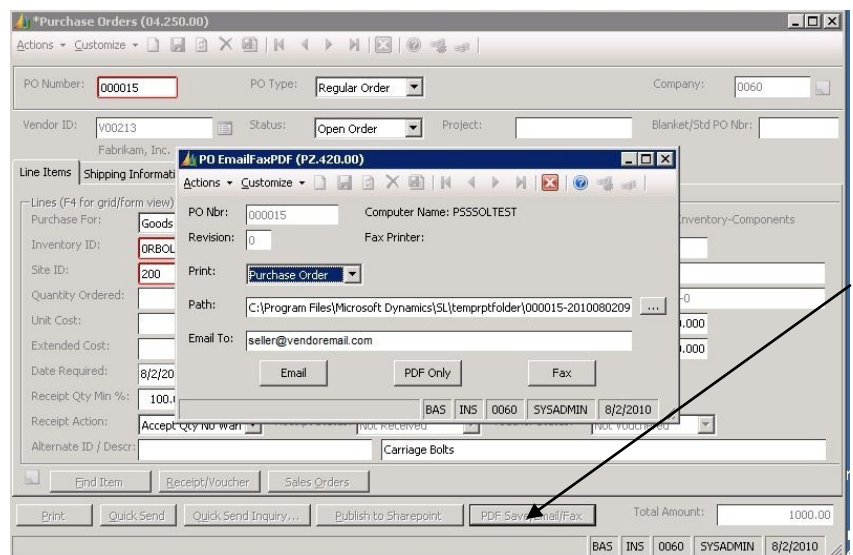 *Purchase Orders (04.250.00)
Actions Customize
PO Number: 000015 PO Type: Regular Order Company: 0060
Vendor ID: V00213 Status: Open Order Project: Blanket/Std PO Nbr:
Fabrikam, Inc.
PO EmailFaxPDF (PZ.420.00)
Line Items Shipping Informati
Actions Customize
Lines (F4 for grid/form view)
PO Nbr: 000015 Computer Name: PSSSOLTEST
Purchase For: Goods Inventory-Components
Revision: 0 Fax Printer:
Inventory ID: 0RBOL
Site ID: 200
Print: Purchase Order
Quantity Ordered: -0
Path: C:\Program Files\Microsoft Dynamics\SL\temprptfolder\000015-2010080209 ...
Unit Cost: .000
Email To: seller@vendoremail.com
Extended Cost: .000
Email PDF Only Fax
Date Required: 8/2/20
Receipt Qty Min %: 100.
BAS INS 0060 SYSADMIN 8/2/2010
Receipt Action: Accept Qty No Warr Not Received Not Vouchered
Alternate ID / Descr: Carriage Bolts
Find Item Receipt/Voucher Sales Orders
Print Quick Send Quick Send Inquiry... Publish to Sharepoint PDF Save/Email/Fax Total Amount: 1000.00
BAS INS 0060 SYSADMIN 8/2/2010